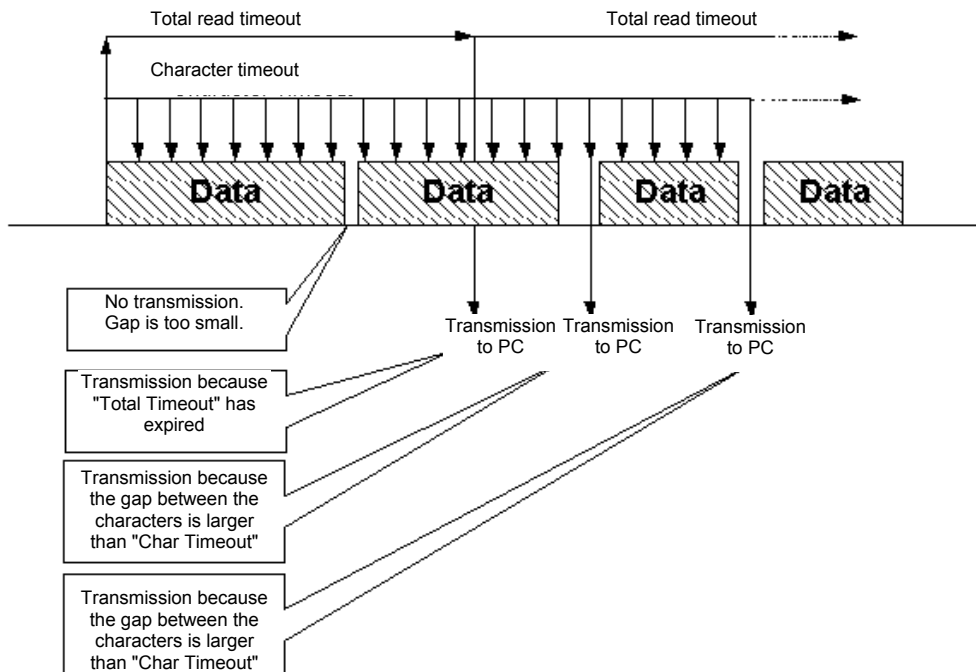 Total read timeout
Total read timeout
Character timeout
Data
Data
Data
Data
No transmission.
Gap is too small.
Transmission
to PC
Transmission
to PC
Transmission
to PC
Transmission because
"Total Timeout" has
expired
Transmission because
the gap between the
characters is larger
than "Char Timeout"
Transmission because
the gap between the
characters is larger
than "Char Timeout"